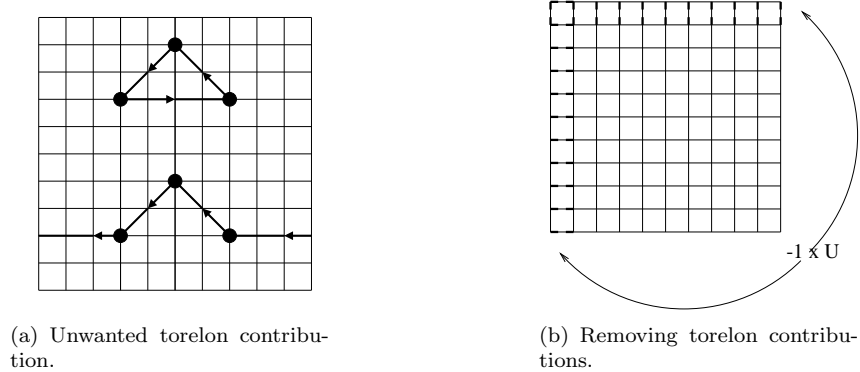 -1 x U
(a) Unwanted torelon contribu-
tion.
(b) Removing torelon contribu-
tions.